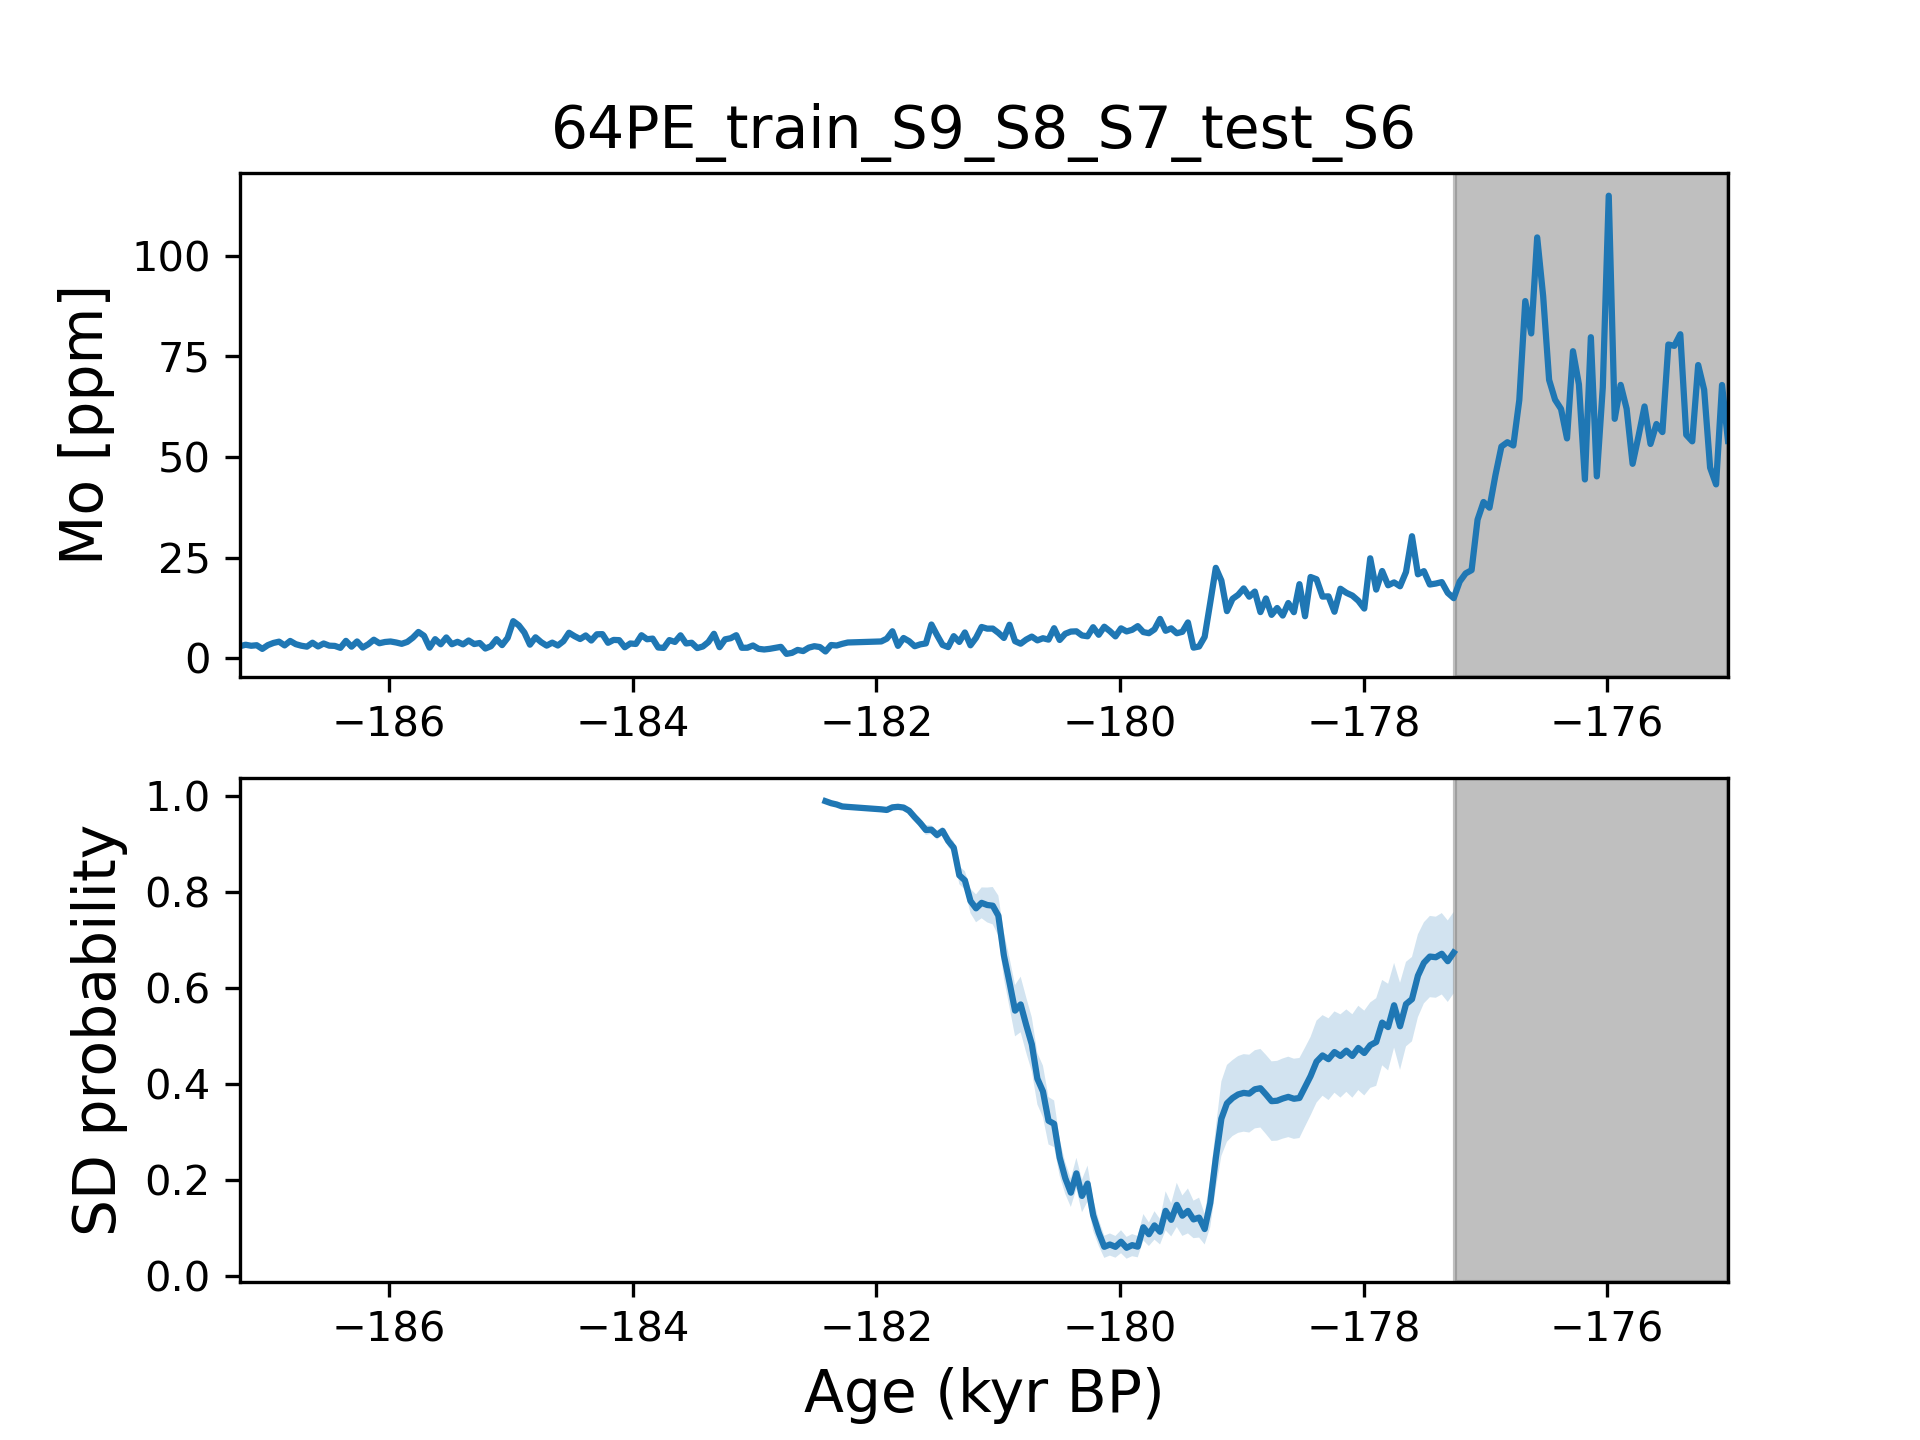 64PE_train_S9_S8_S7_test_S6
Mo [ppm]
100
75
50
25
0
−186 −184 −182 −180 −178 −176
SD probability
1.0
0.8
0.6
0.4
0.2
0.0
−186 −184 −182 −180 −178 −176
Age (kyr BP)